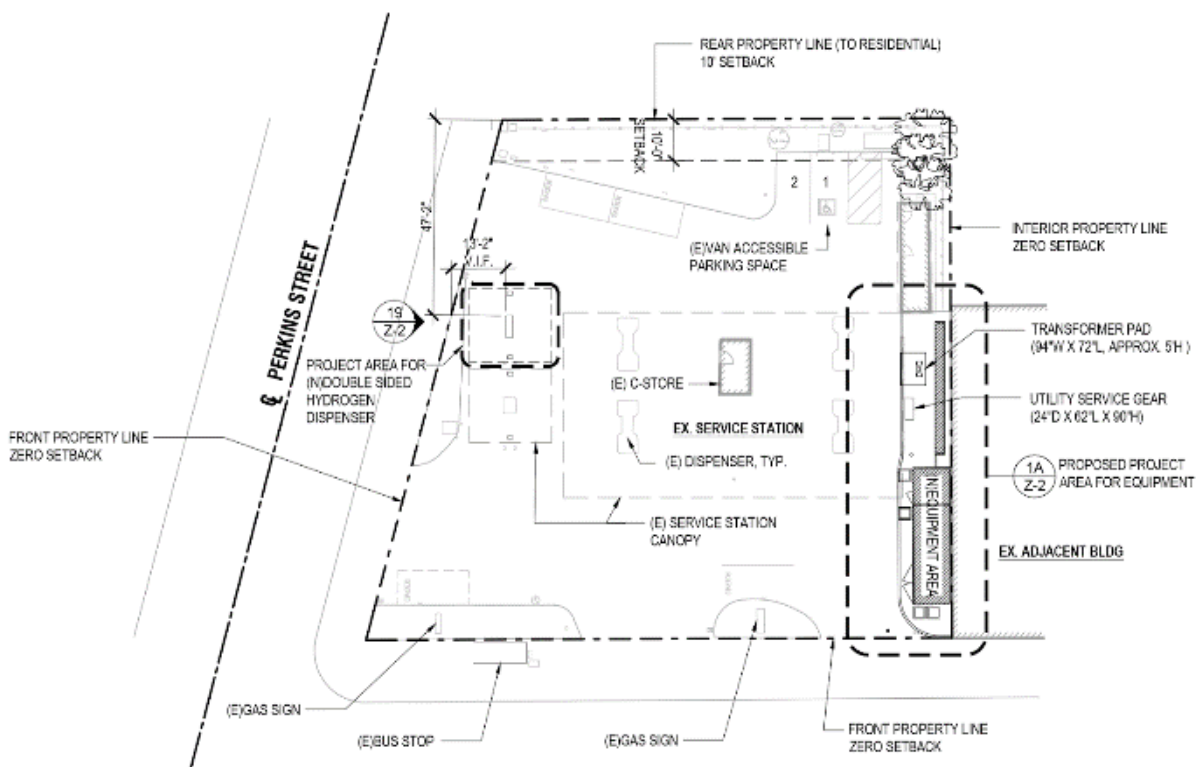 REAR PROPERTY LINE (TO RESIDENTIAL)
10' SETBACK
10'-0"
SETBACK
47'-2"
2
1
13'-2"
V.I.F.
(E)VAN ACCESSIBLE
PARKING SPACE
INTERIOR PROPERTY LINE
ZERO SETBACK
℄ PERKINS STREET
19
Z-2
PROJECT AREA FOR
(N)DOUBLE SIDED
HYDROGEN
DISPENSER
(E) C-STORE
TRANSFORMER PAD
(94"W X 72"L, APPROX. 5'H )
UTILITY SERVICE GEAR
(24"D X 62"L X 90"H)
FRONT PROPERTY LINE
ZERO SETBACK
EX. SERVICE STATION
(E) DISPENSER, TYP.
1A
Z-2
PROPOSED PROJECT
AREA FOR EQUIPMENT
(N)EQUIPMENT AREA
(E) SERVICE STATION
CANOPY
EX. ADJACENT BLDG
(E)GAS SIGN
(E)BUS STOP
(E)GAS SIGN
FRONT PROPERTY LINE
ZERO SETBACK